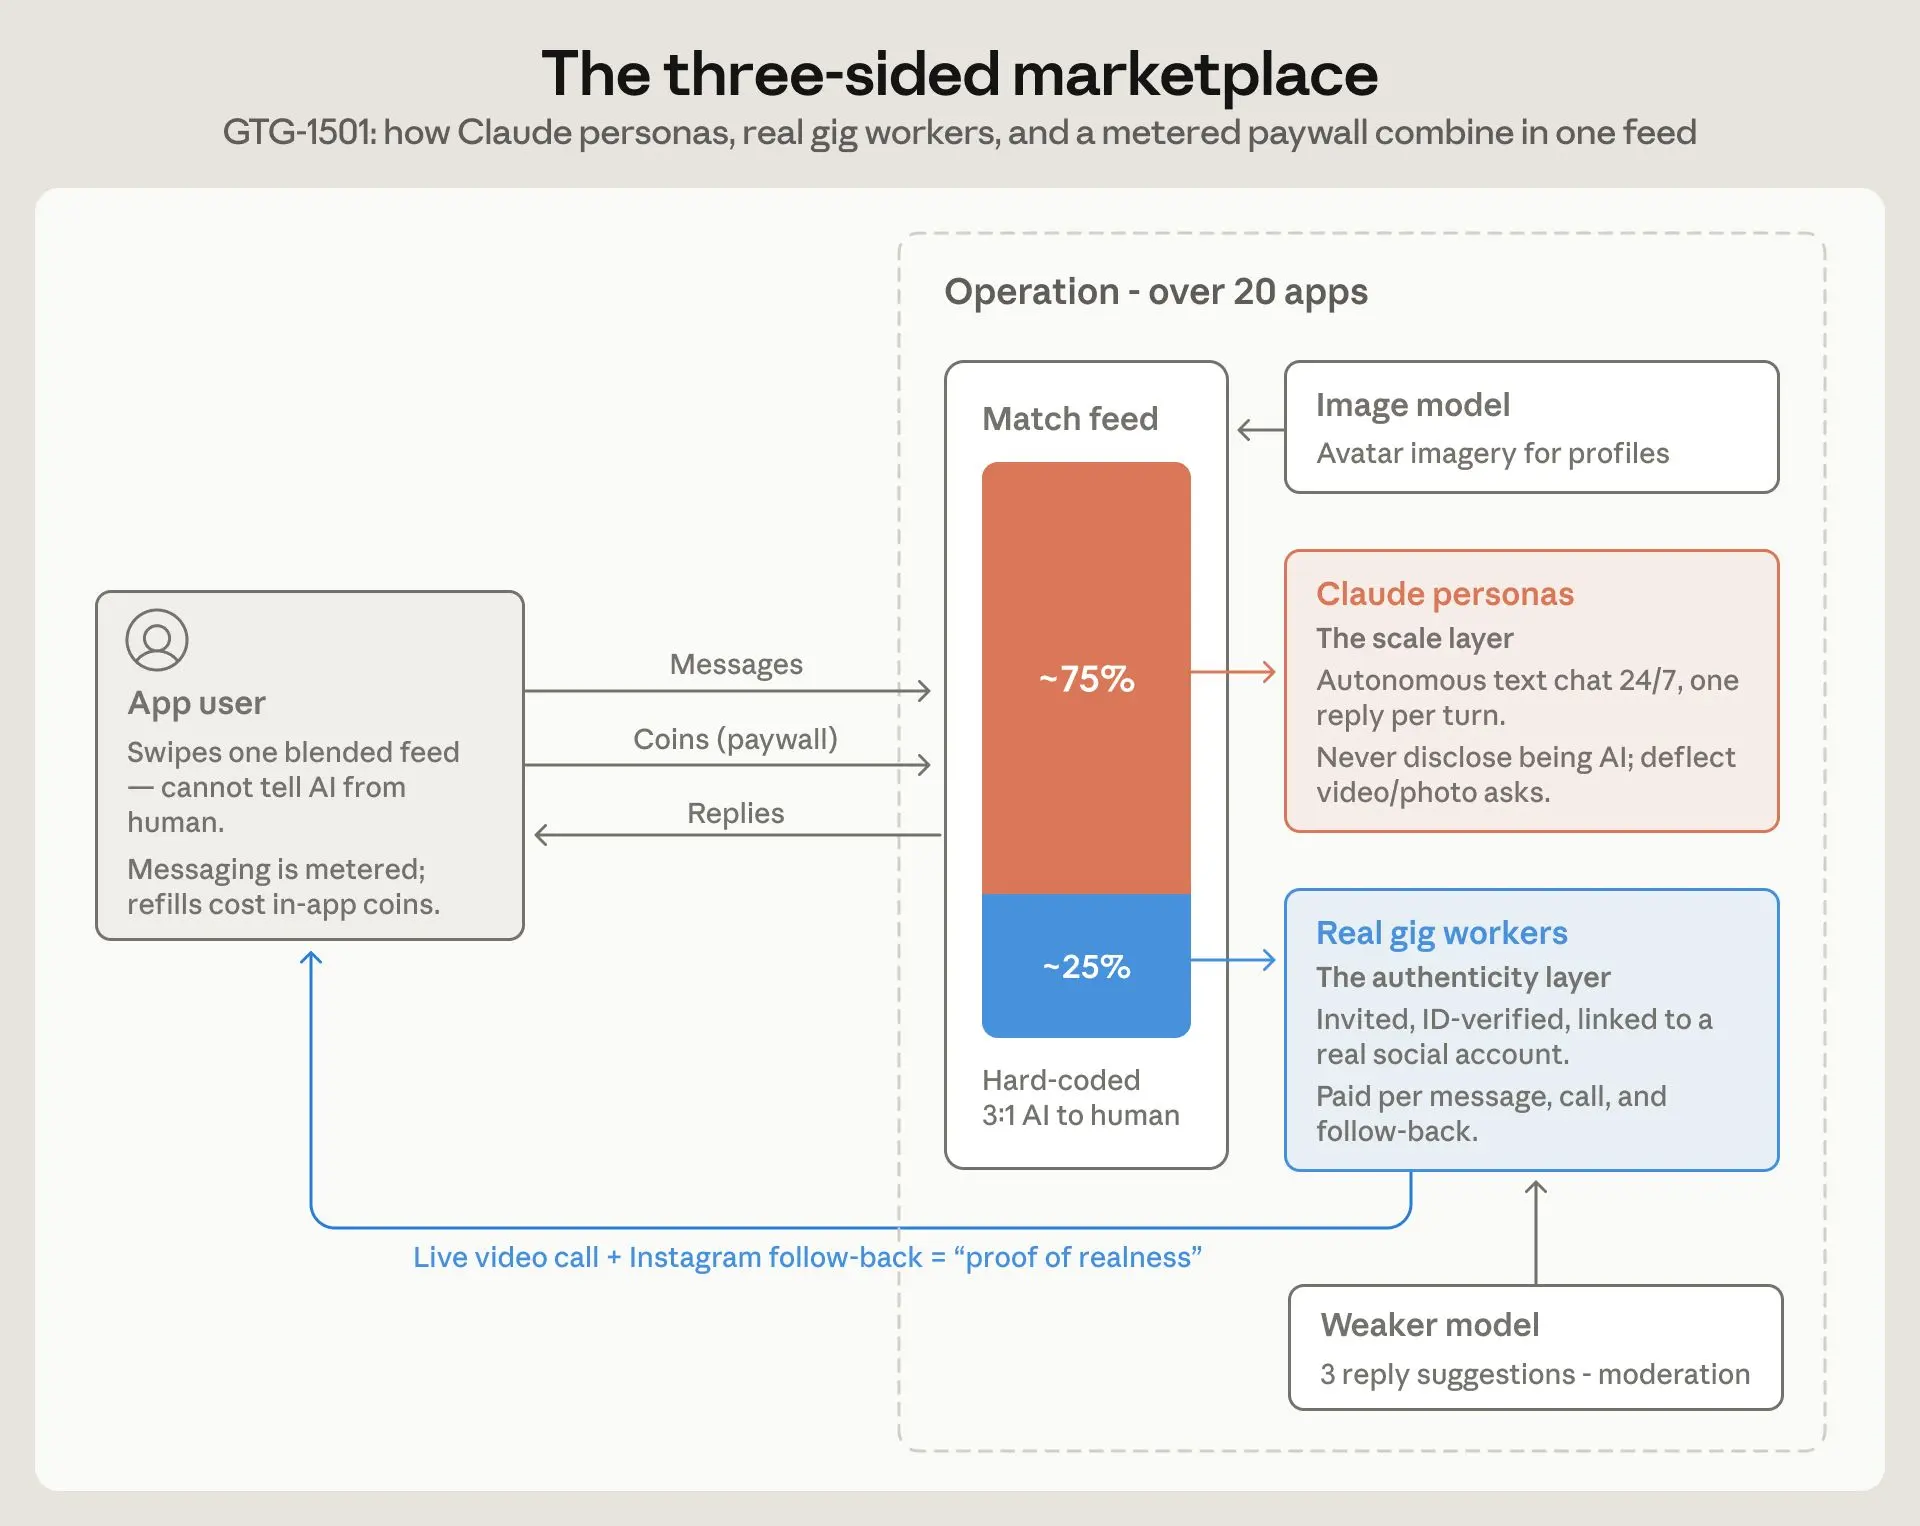 The three-sided marketplace
GTG-1501: how Claude personas, real gig workers, and a metered paywall combine in one feed
Operation - over 20 apps
App user
Swipes one blended feed
— cannot tell AI from
human.
Messaging is metered;
refills cost in-app coins.
Messages
Coins (paywall)
Replies
Match feed
~75%
~25%
Hard-coded
3:1 AI to human
Image model
Avatar imagery for profiles
Claude personas
The scale layer
Autonomous text chat 24/7, one
reply per turn.
Never disclose being AI; deflect
video/photo asks.
Real gig workers
The authenticity layer
Invited, ID-verified, linked to a
real social account.
Paid per message, call, and
follow-back.
Live video call + Instagram follow-back = “proof of realness”
Weaker model
3 reply suggestions - moderation